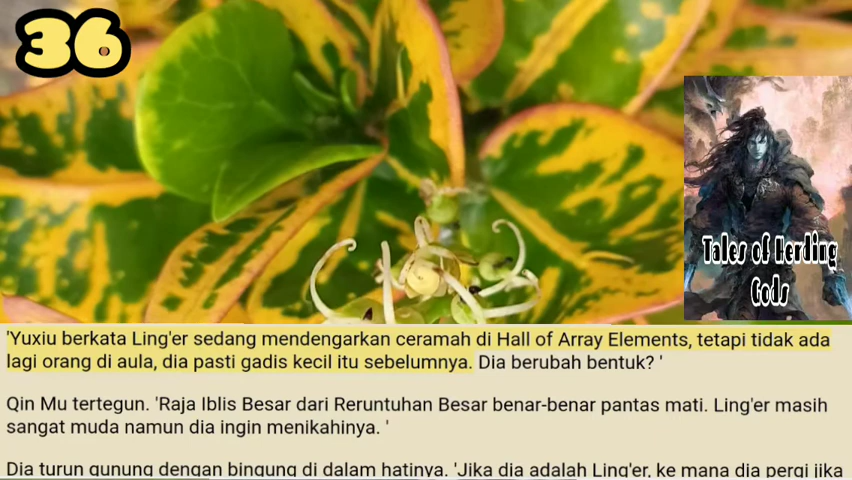 36
Tales of Herding
Gods
'Yuxiu berkata Ling'er sedang mendengarkan ceramah di Hall of Array Elements, tetapi tidak ada
lagi orang di aula, dia pasti gadis kecil itu sebelumnya. Dia berubah bentuk? '
Qin Mu tertegun. 'Raja Iblis Besar dari Reruntuhan Besar benar-benar pantas mati. Ling'er masih
sangat muda namun dia ingin menikahinya. '
Dia turun gunung dengan bingung di dalam hatinya. 'Jika dia adalah Ling'er, ke mana dia pergi jika